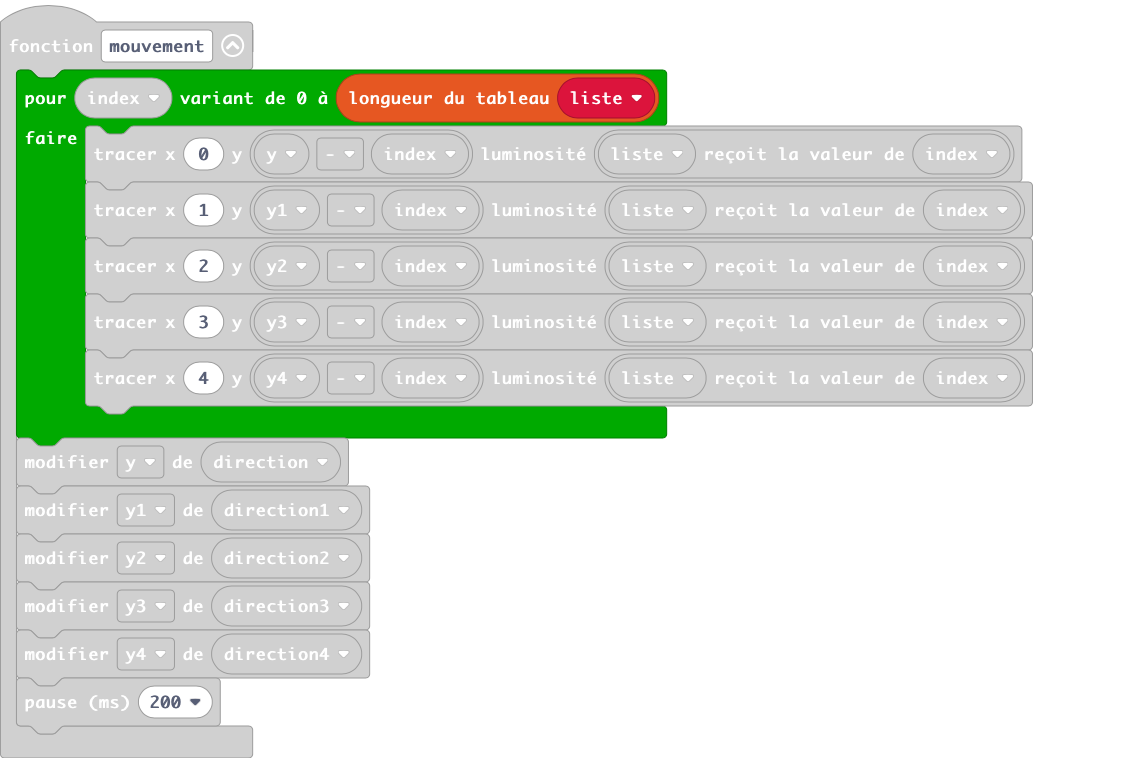 fonction mouvement
pour index variant de 0 à longueur du tableau liste
faire
tracer x 0 y y - index luminosité liste reçoit la valeur de index
tracer x 1 y y1 - index luminosité liste reçoit la valeur de index
tracer x 2 y y2 - index luminosité liste reçoit la valeur de index
tracer x 3 y y3 - index luminosité liste reçoit la valeur de index
tracer x 4 y y4 - index luminosité liste reçoit la valeur de index
modifier y de direction
modifier y1 de direction1
modifier y2 de direction2
modifier y3 de direction3
modifier y4 de direction4
pause (ms) 200